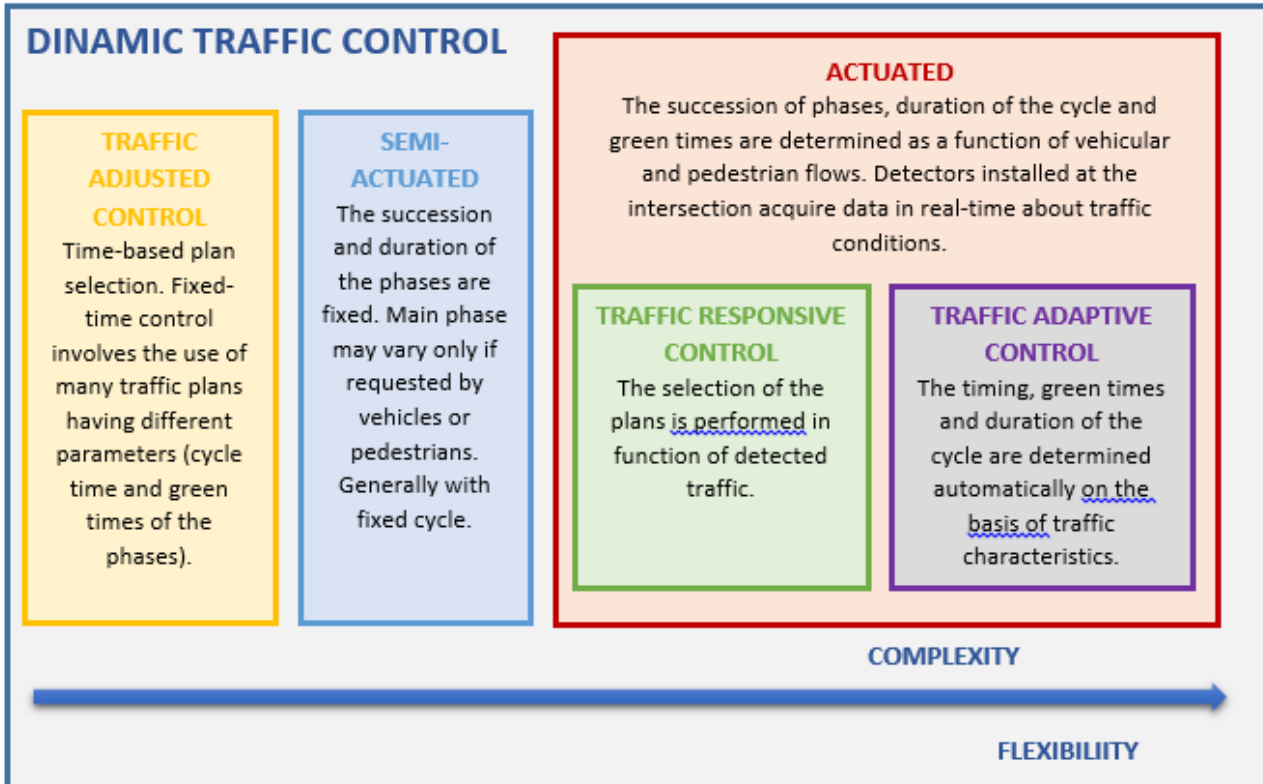 DINAMIC TRAFFIC CONTROL
TRAFFIC
ADJUSTED
CONTROL
Time-based plan
selection. Fixed-
time control
involves the use of
many traffic plans
having different
parameters (cycle
time and green
times of the
phases).
SEMI-
ACTUATED
The succession
and duration of
the phases are
fixed. Main phase
may vary only if
requested by
vehicles or
pedestrians.
Generally with
fixed cycle.
ACTUATED
The succession of phases, duration of the cycle and
green times are determined as a function of vehicular
and pedestrian flows. Detectors installed at the
intersection acquire data in real-time about traffic
conditions.
TRAFFIC RESPONSIVE
CONTROL
The selection of the
plans is performed in
function of detected
traffic.
TRAFFIC ADAPTIVE
CONTROL
The timing, green times
and duration of the
cycle are determined
automatically on the
basis of traffic
characteristics.
COMPLEXITY
FLEXIBILIITY